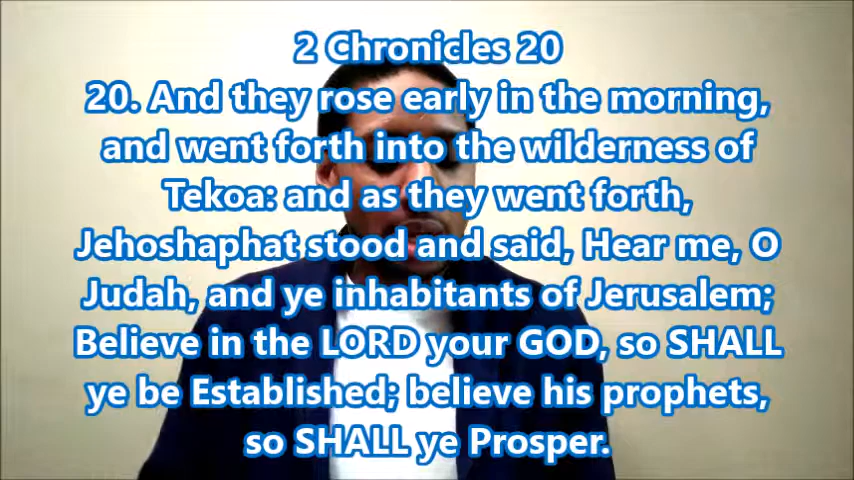 2 Chronicles 20
20. And they rose early in the morning,
and went forth into the wilderness of
Tekoa: and as they went forth,
Jehoshaphat stood and said, Hear me, O
Judah, and ye inhabitants of Jerusalem;
Believe in the LORD your GOD, so SHALL
ye be Established; believe his prophets,
so SHALL ye Prosper.